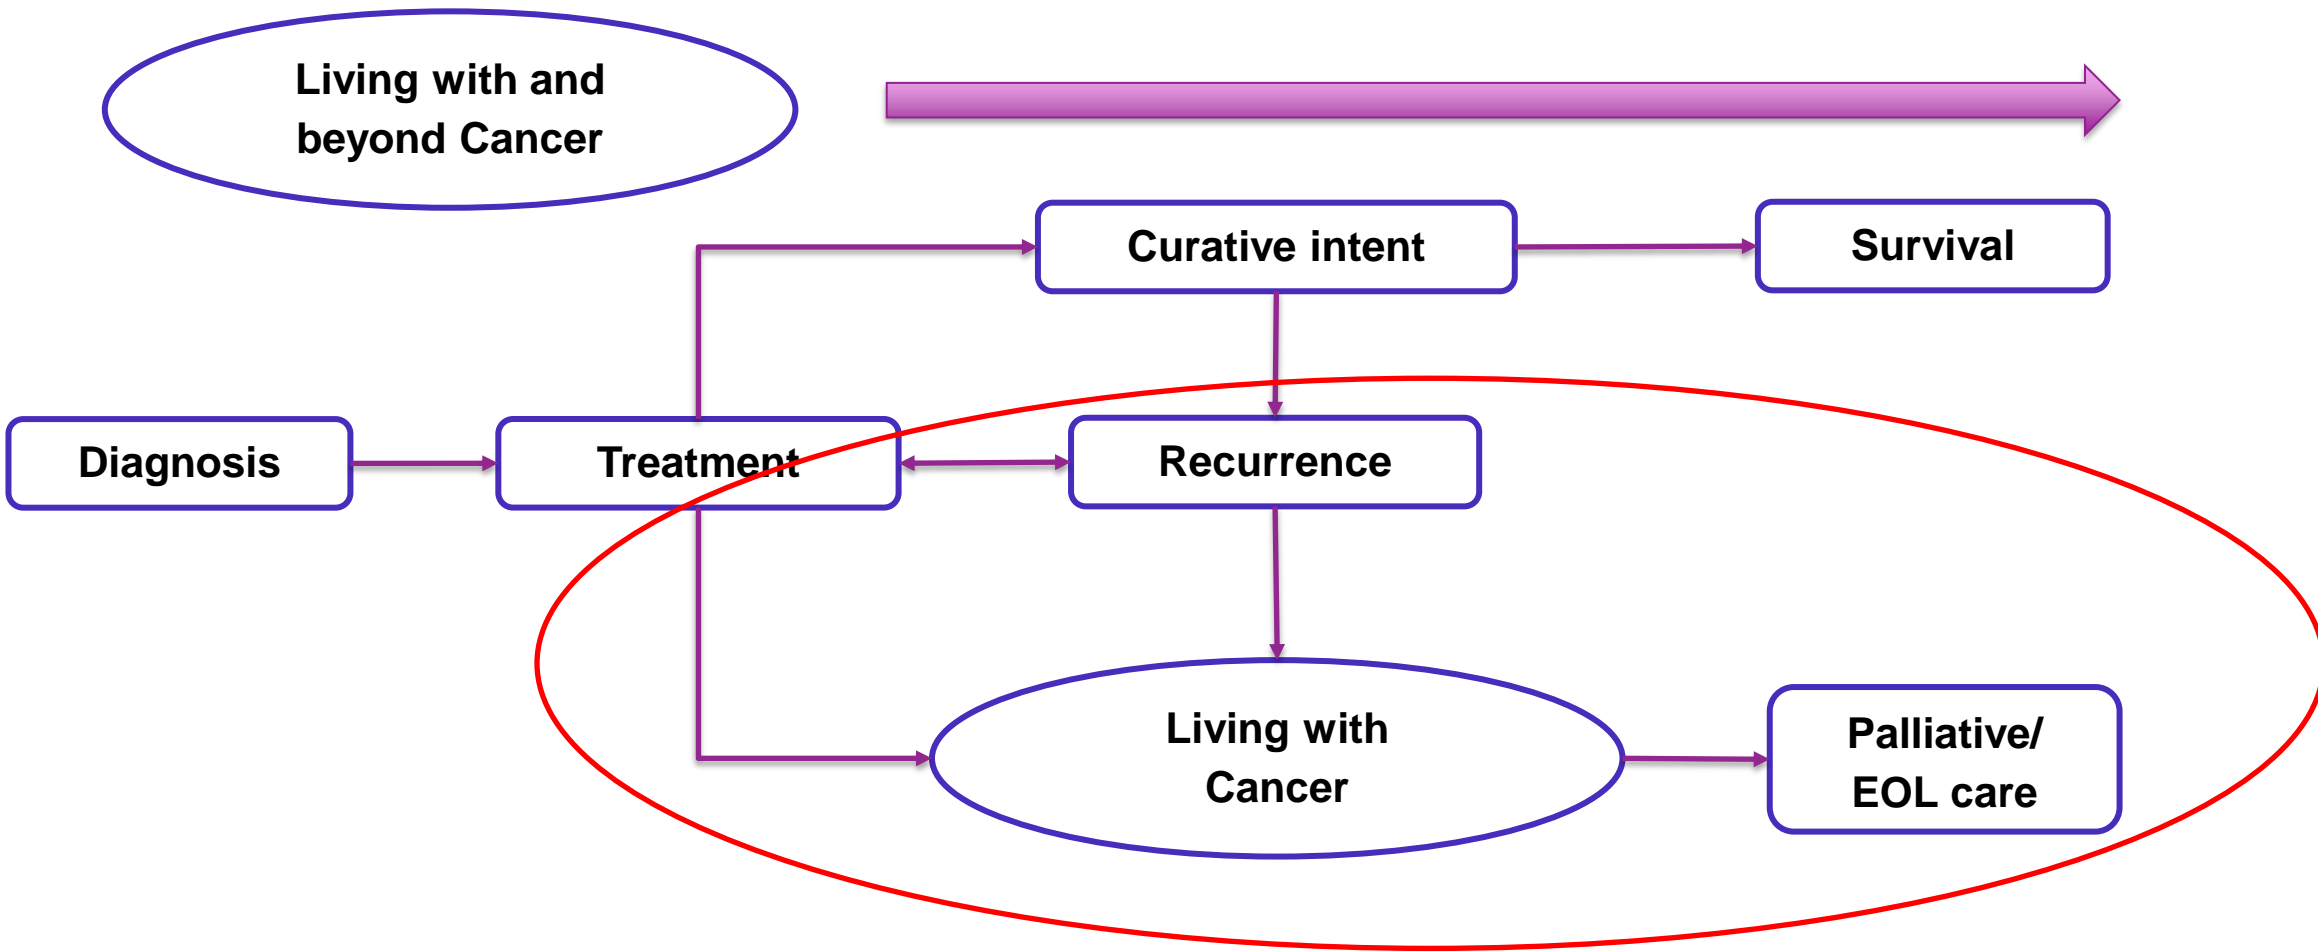 Living with and
beyond Cancer
Curative intent
Survival
Diagnosis
Treatment
Recurrence
Living with
Cancer
Palliative/
EOL care